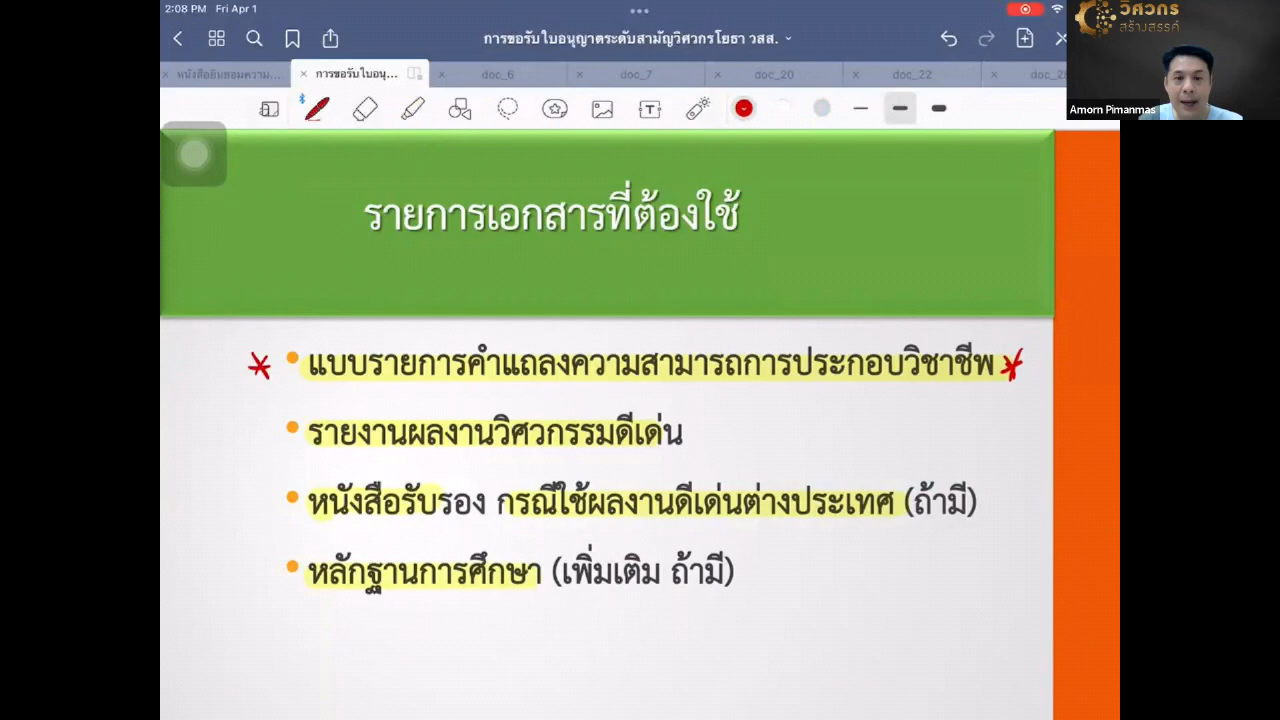 2:08 PM Fri Apr 1
วิศวกร
สร้างสรรค์
การขอรับใบอนุญาตระดับสามัญวิศวกรโยธา วสส.
หนังสือยินยอมความ...
การขอรับใบอนุ...
doc_6
doc_7
doc_20
doc_22
Amorn Pimanmas
รายการเอกสารที่ต้องใช้
* • แบบรายการคำแถลงความสามารถการประกอบวิชาชีพ *
• รายงานผลงานวิศวกรรมดีเด่น
• หนังสือรับรอง กรณีใช้ผลงานดีเด่นต่างประเทศ (ถ้ามี)
• หลักฐานการศึกษา (เพิ่มเติม ถ้ามี)